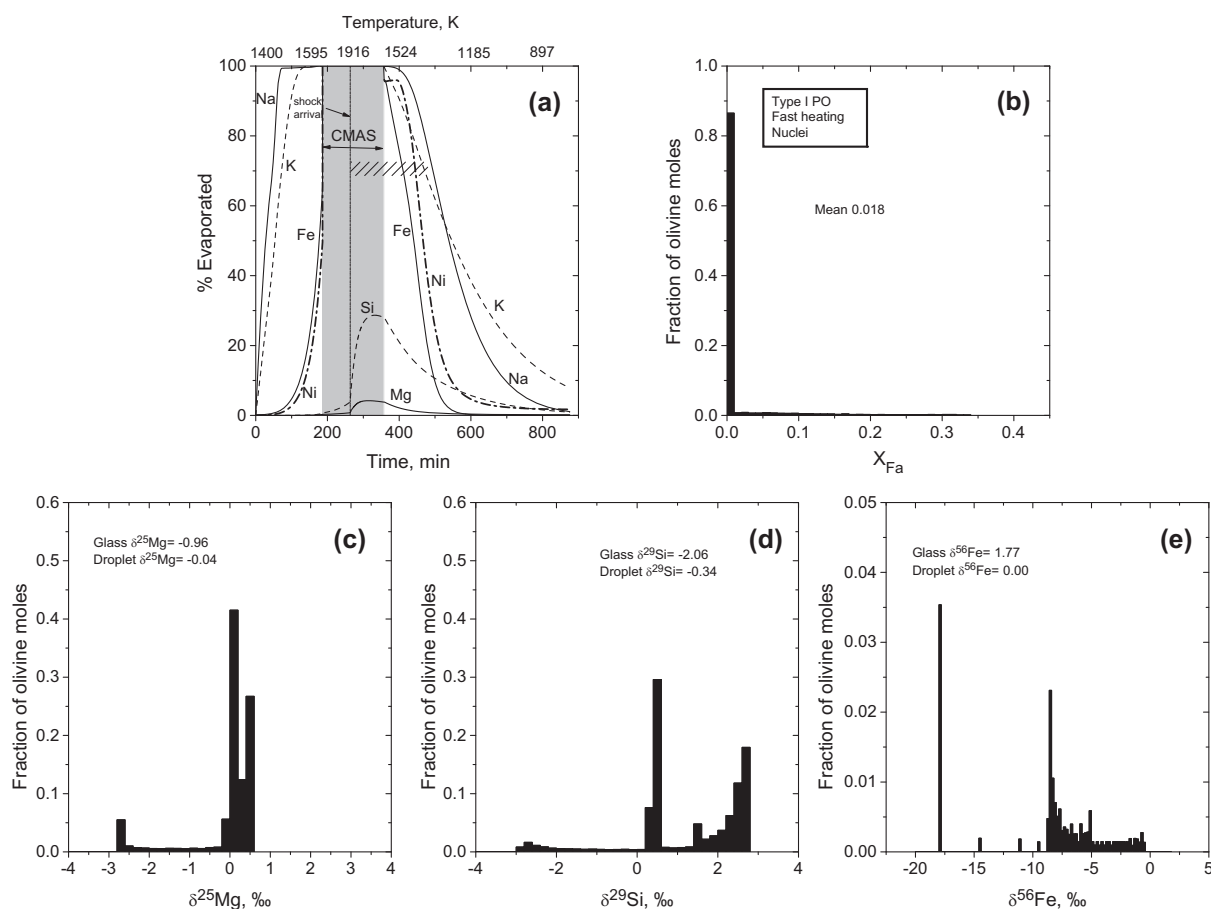 Temperature, K
1400 1595 1916 1524 1185 897
100
80
60
40
20
0
% Evaporated
0 200 400 600 800
Time, min
(a)
Na
K
shock
arrival
CMAS
Fe
Ni
Si
Mg
Fe
Ni
K
Na
1.0
0.8
0.6
0.4
0.2
0.0
Fraction of olivine moles
0.0 0.1 0.2 0.3 0.4
XFa
(b)
Type I PO
Fast heating
Nuclei
Mean 0.018
0.6
0.5
0.4
0.3
0.2
0.1
0.0
Fraction of olivine moles
-4 -3 -2 -1 0 1 2 3 4
δ25Mg, ‰
(c)
Glass δ25Mg= -0.96
Droplet δ25Mg= -0.04
0.6
0.5
0.4
0.3
0.2
0.1
0.0
Fraction of olivine moles
-4 -2 0 2 4
δ29Si, ‰
(d)
Glass δ29Si= -2.06
Droplet δ29Si= -0.34
0.05
0.04
0.03
0.02
0.01
0.00
Fraction of olivine moles
-20 -15 -10 -5 0 5
δ56Fe, ‰
(e)
Glass δ56Fe= 1.77
Droplet δ56Fe= 0.00